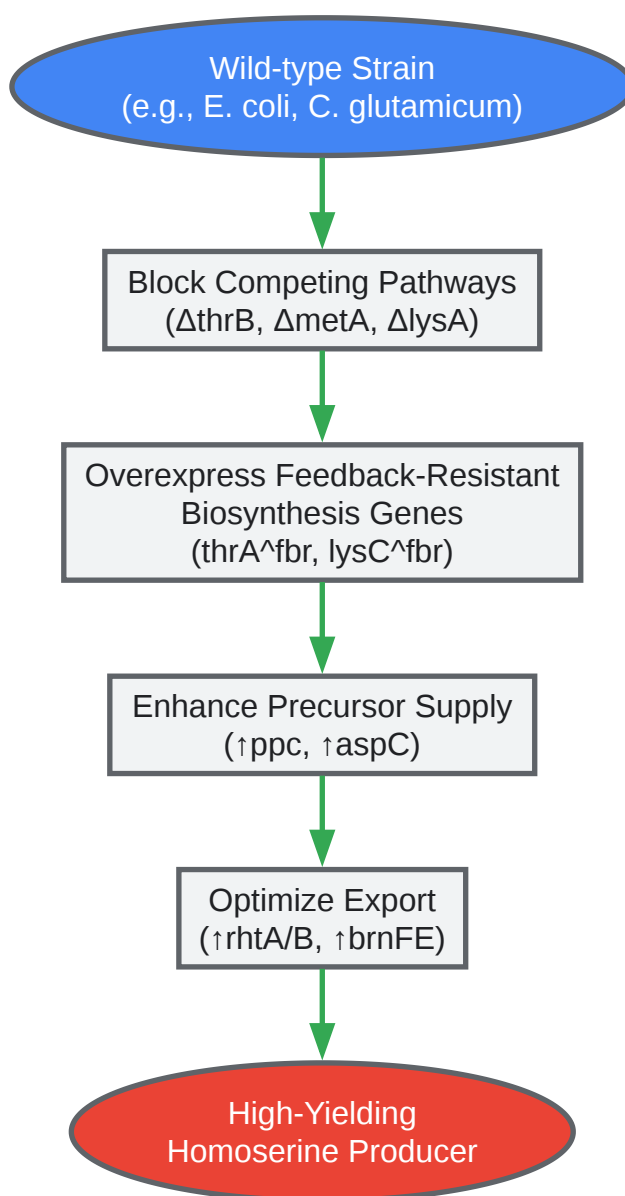 Wild-type Strain
(e.g., E. coli, C. glutamicum)
Block Competing Pathways
(ΔthrB, ΔmetA, ΔlysA)
Overexpress Feedback-Resistant
Biosynthesis Genes
(thrA^fbr, lysC^fbr)
Enhance Precursor Supply
(↑ppc, ↑aspC)
Optimize Export
(↑rhtA/B, ↑brnFE)
High-Yielding
Homoserine Producer